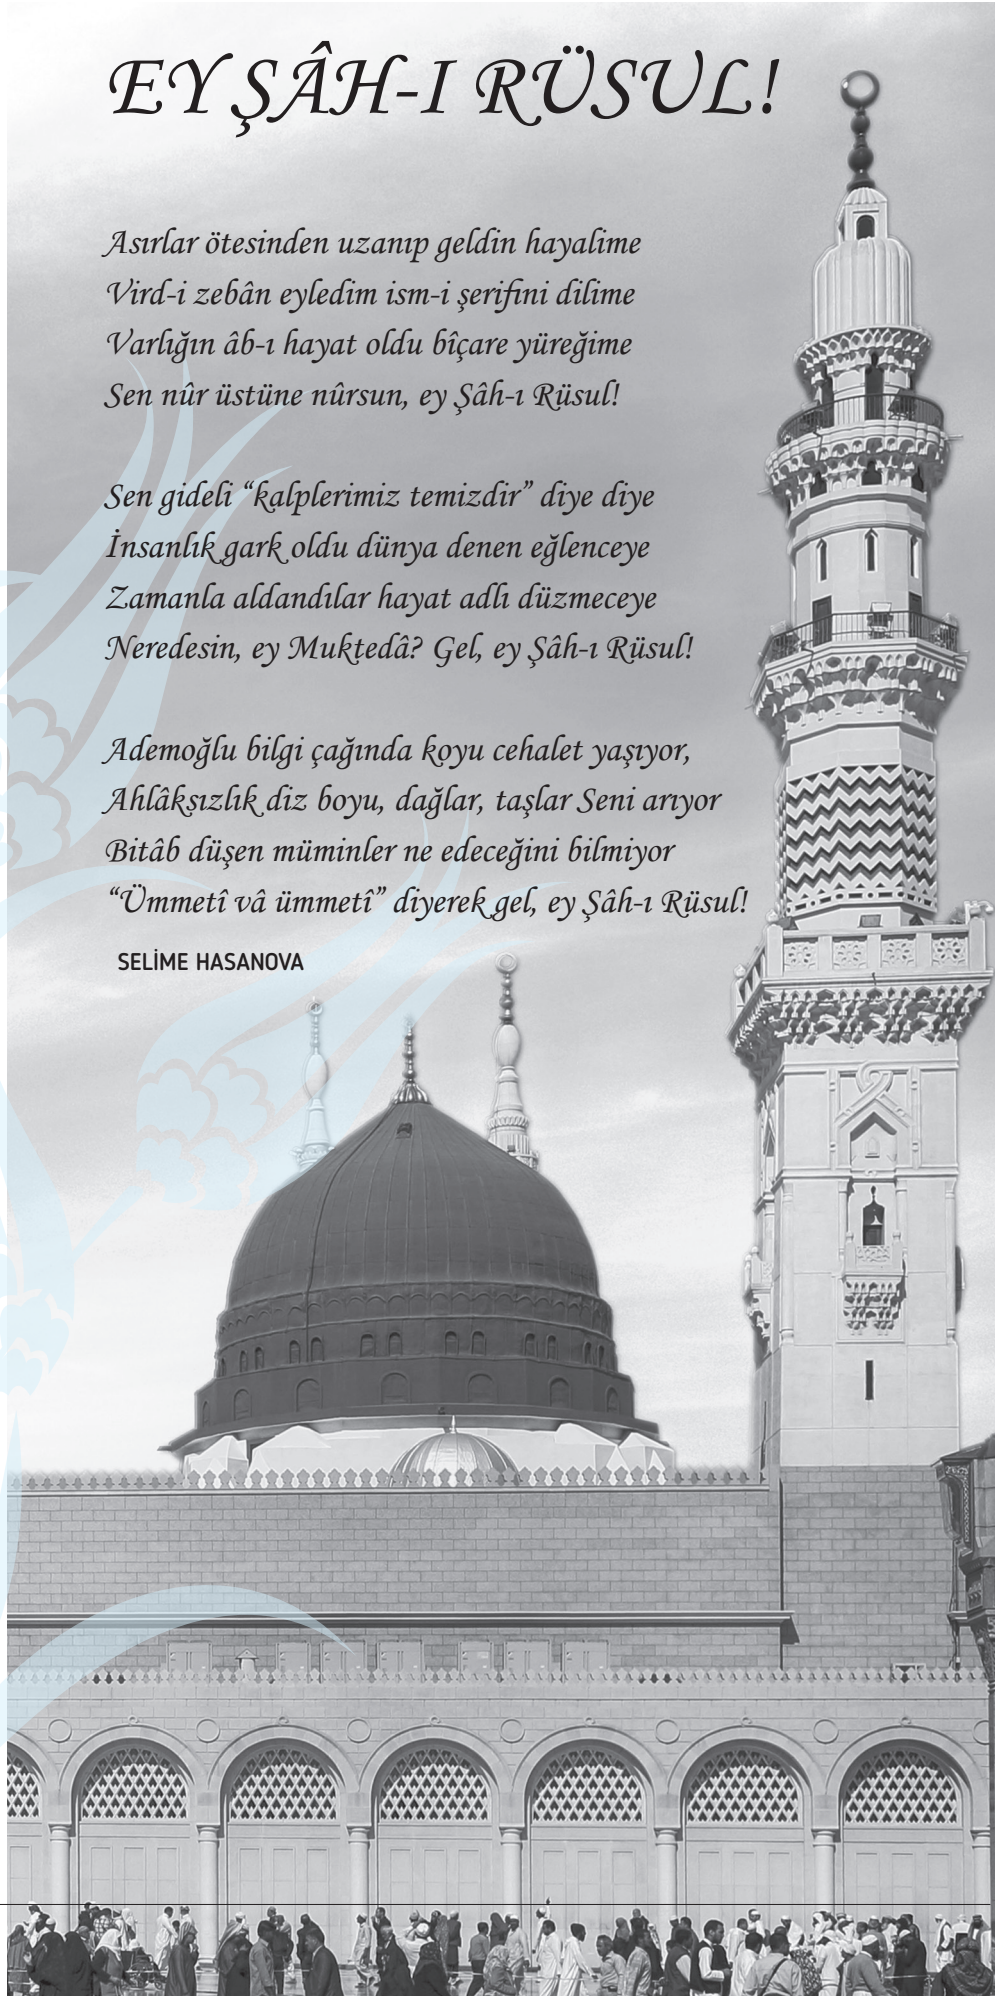 EY ŞÂH-I RÜSUL!
Asırlar ötesinden uzanıp geldin hayalime
Vird-i zebân eyledim ism-i şerifini dilime
Varlığın âb-ı hayat oldu bîçare yüreğime
Sen nûr üstüne nûrsun, ey Şâh-ı Rüsul!
Sen gideli “kalplerimiz temizdir” diye diye
İnsanlık gark oldu dünya denen eğlenceye
Zamanla aldandılar hayat adlı düzmeceye
Neredesin, ey Muktedâ? Gel, ey Şâh-ı Rüsul!
Ademoğlu bilgi çağında koyu cehalet yaşıyor,
Ahlâksızlık diz boyu, dağlar, taşlar Seni arıyor
Bitâb düşen müminler ne edeceğini bilmiyor
“Ümmetî vâ ümmetî” diyerek gel, ey Şâh-ı Rüsul!
SELİME HASANOVA